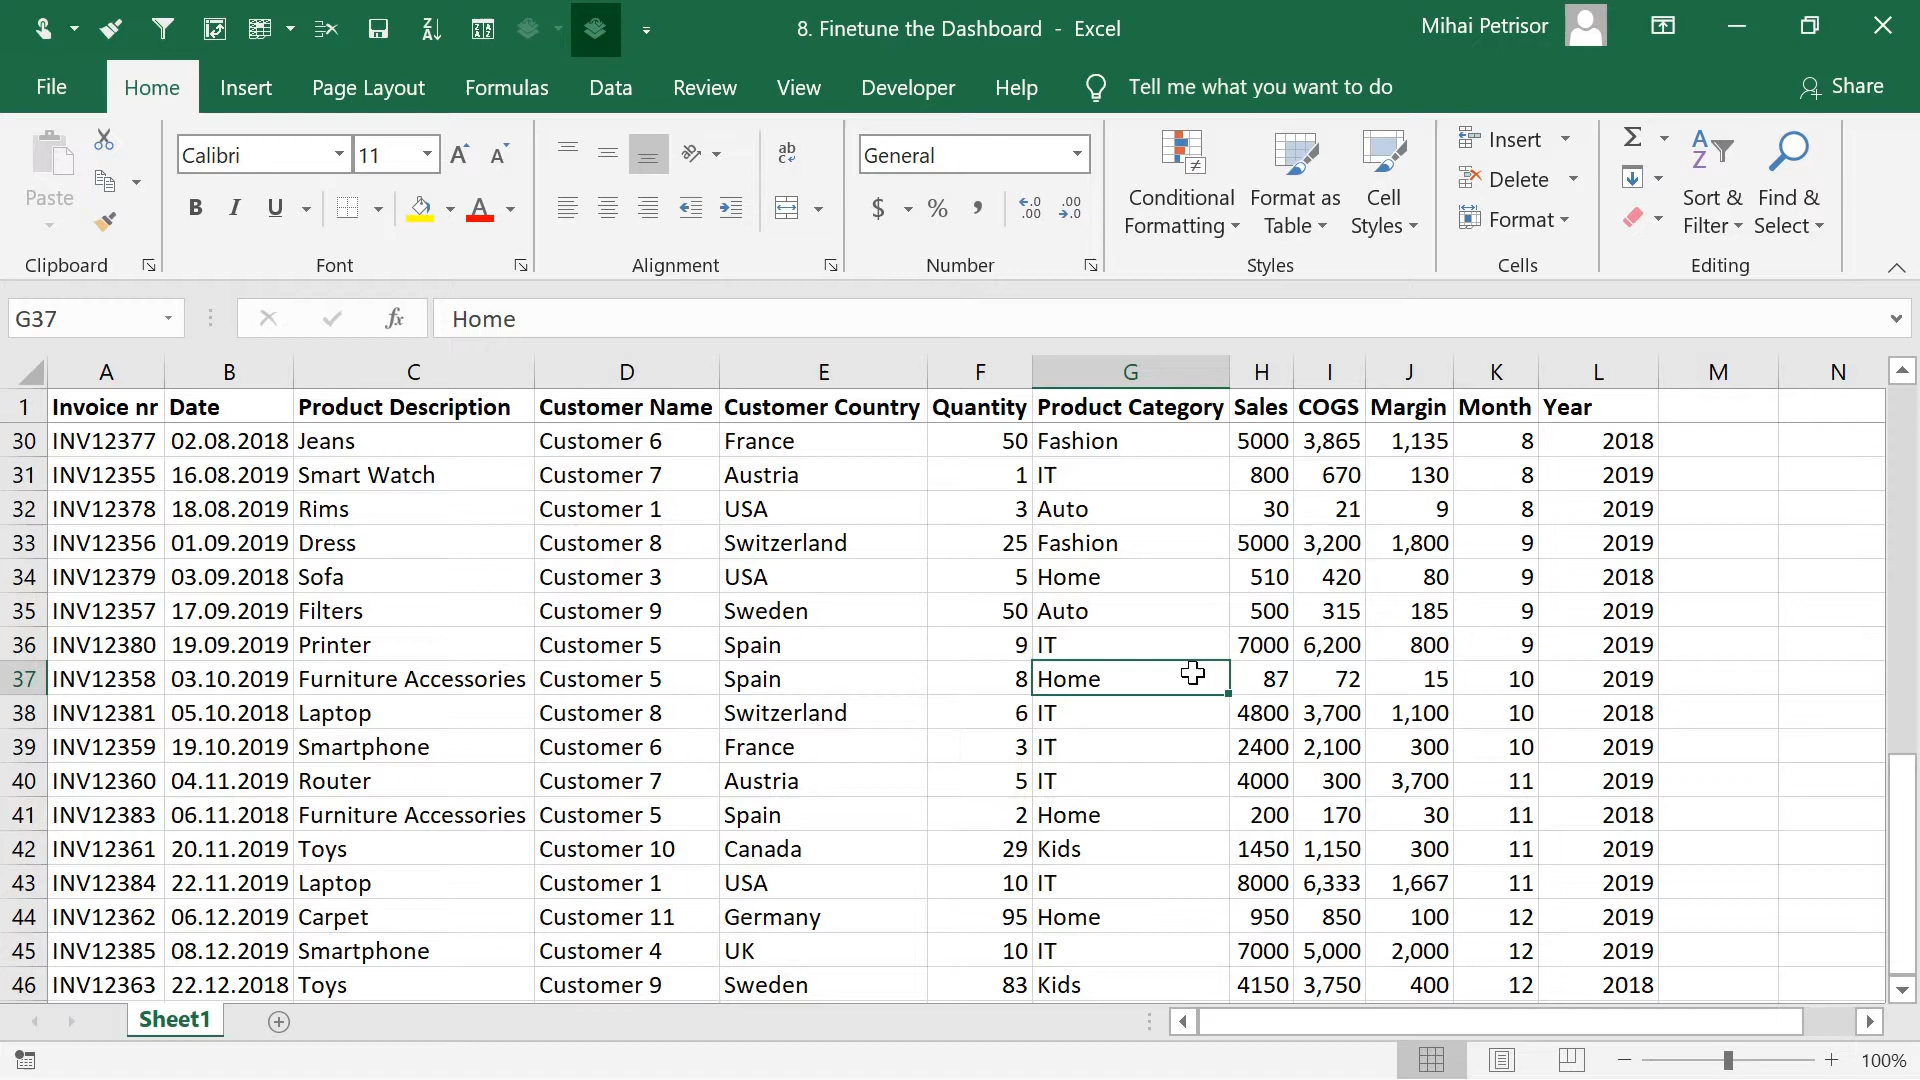 8. Finetune the Dashboard - Excel
Mihai Petrisor
File Home Insert Page Layout Formulas Data Review View Developer Help Tell me what you want to do Share
Paste
Clipboard
Calibri 11
B I U
Font
ab
Alignment
General
$ % ,
Number
Conditional Formatting
Format as Table
Cell Styles
Styles
Insert
Delete
Format
Cells
Sort & Filter
Find & Select
Editing
G37 fx Home
A B C D E F G H I J K L M N
1 Invoice nr Date Product Description Customer Name Customer Country Quantity Product Category Sales COGS Margin Month Year
30 INV12377 02.08.2018 Jeans Customer 6 France 50 Fashion 5000 3,865 1,135 8 2018
31 INV12355 16.08.2019 Smart Watch Customer 7 Austria 1 IT 800 670 130 8 2019
32 INV12378 18.08.2019 Rims Customer 1 USA 3 Auto 30 21 9 8 2019
33 INV12356 01.09.2019 Dress Customer 8 Switzerland 25 Fashion 5000 3,200 1,800 9 2019
34 INV12379 03.09.2018 Sofa Customer 3 USA 5 Home 510 420 80 9 2018
35 INV12357 17.09.2019 Filters Customer 9 Sweden 50 Auto 500 315 185 9 2019
36 INV12380 19.09.2019 Printer Customer 5 Spain 9 IT 7000 6,200 800 9 2019
37 INV12358 03.10.2019 Furniture Accessories Customer 5 Spain 8 Home 87 72 15 10 2019
38 INV12381 05.10.2018 Laptop Customer 8 Switzerland 6 IT 4800 3,700 1,100 10 2018
39 INV12359 19.10.2019 Smartphone Customer 6 France 3 IT 2400 2,100 300 10 2019
40 INV12360 04.11.2019 Router Customer 7 Austria 5 IT 4000 300 3,700 11 2019
41 INV12383 06.11.2018 Furniture Accessories Customer 5 Spain 2 Home 200 170 30 11 2018
42 INV12361 20.11.2019 Toys Customer 10 Canada 29 Kids 1450 1,150 300 11 2019
43 INV12384 22.11.2019 Laptop Customer 1 USA 10 IT 8000 6,333 1,667 11 2019
44 INV12362 06.12.2019 Carpet Customer 11 Germany 95 Home 950 850 100 12 2019
45 INV12385 08.12.2019 Smartphone Customer 4 UK 10 IT 7000 5,000 2,000 12 2019
46 INV12363 22.12.2018 Toys Customer 9 Sweden 83 Kids 4150 3,750 400 12 2018
Sheet1
100%